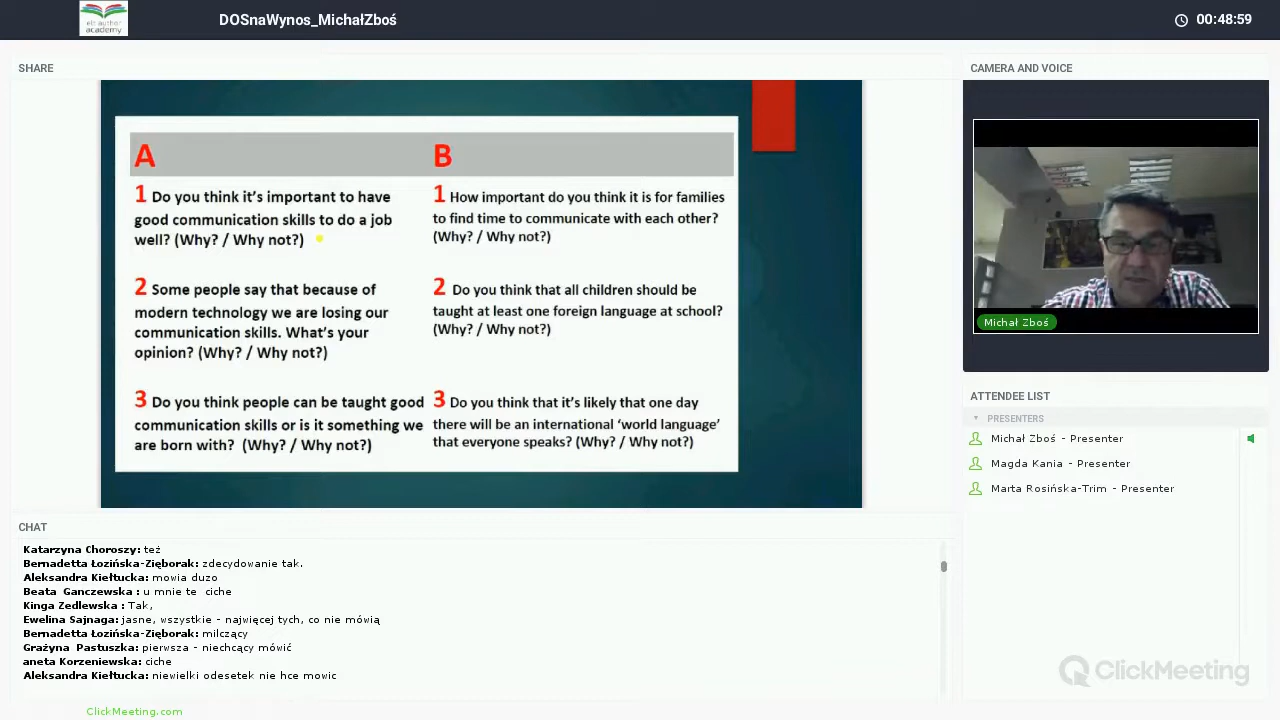 elt author
academy
DOSnaWynos_MichałZboś
00:48:59
SHARE
A
B
1 Do you think it's important to have
good communication skills to do a job
well? (Why? / Why not?)
2 Some people say that because of
modern technology we are losing our
communication skills. What's your
opinion? (Why? / Why not?)
3 Do you think people can be taught good
communication skills or is it something we
are born with? (Why? / Why not?)
1 How important do you think it is for families
to find time to communicate with each other?
(Why? / Why not?)
2 Do you think that all children should be
taught at least one foreign language at school?
(Why? / Why not?)
3 Do you think that it's likely that one day
there will be an international 'world language'
that everyone speaks? (Why? / Why not?)
CAMERA AND VOICE
Michał Zboś
ATTENDEE LIST
PRESENTERS
Michał Zboś - Presenter
Magda Kania - Presenter
Marta Rosińska-Trim - Presenter
CHAT
Katarzyna Choroszy: też
Bernadetta Łozińska-Zięborak: zdecydowanie tak.
Aleksandra Kiełtucka: mowia duzo
Beata Ganczewska : u mnie te ciche
Kinga Zedlewska : Tak,
Ewelina Sajnaga: jasne, wszystkie - najwięcej tych, co nie mówią
Bernadetta Łozińska-Zięborak: milczący
Grażyna Pastuszka: pierwsza - niechcący mówić
aneta Korzeniewska: ciche
Aleksandra Kiełtucka: niewielki odesetek nie hce mowic
ClickMeeting
ClickMeeting.com